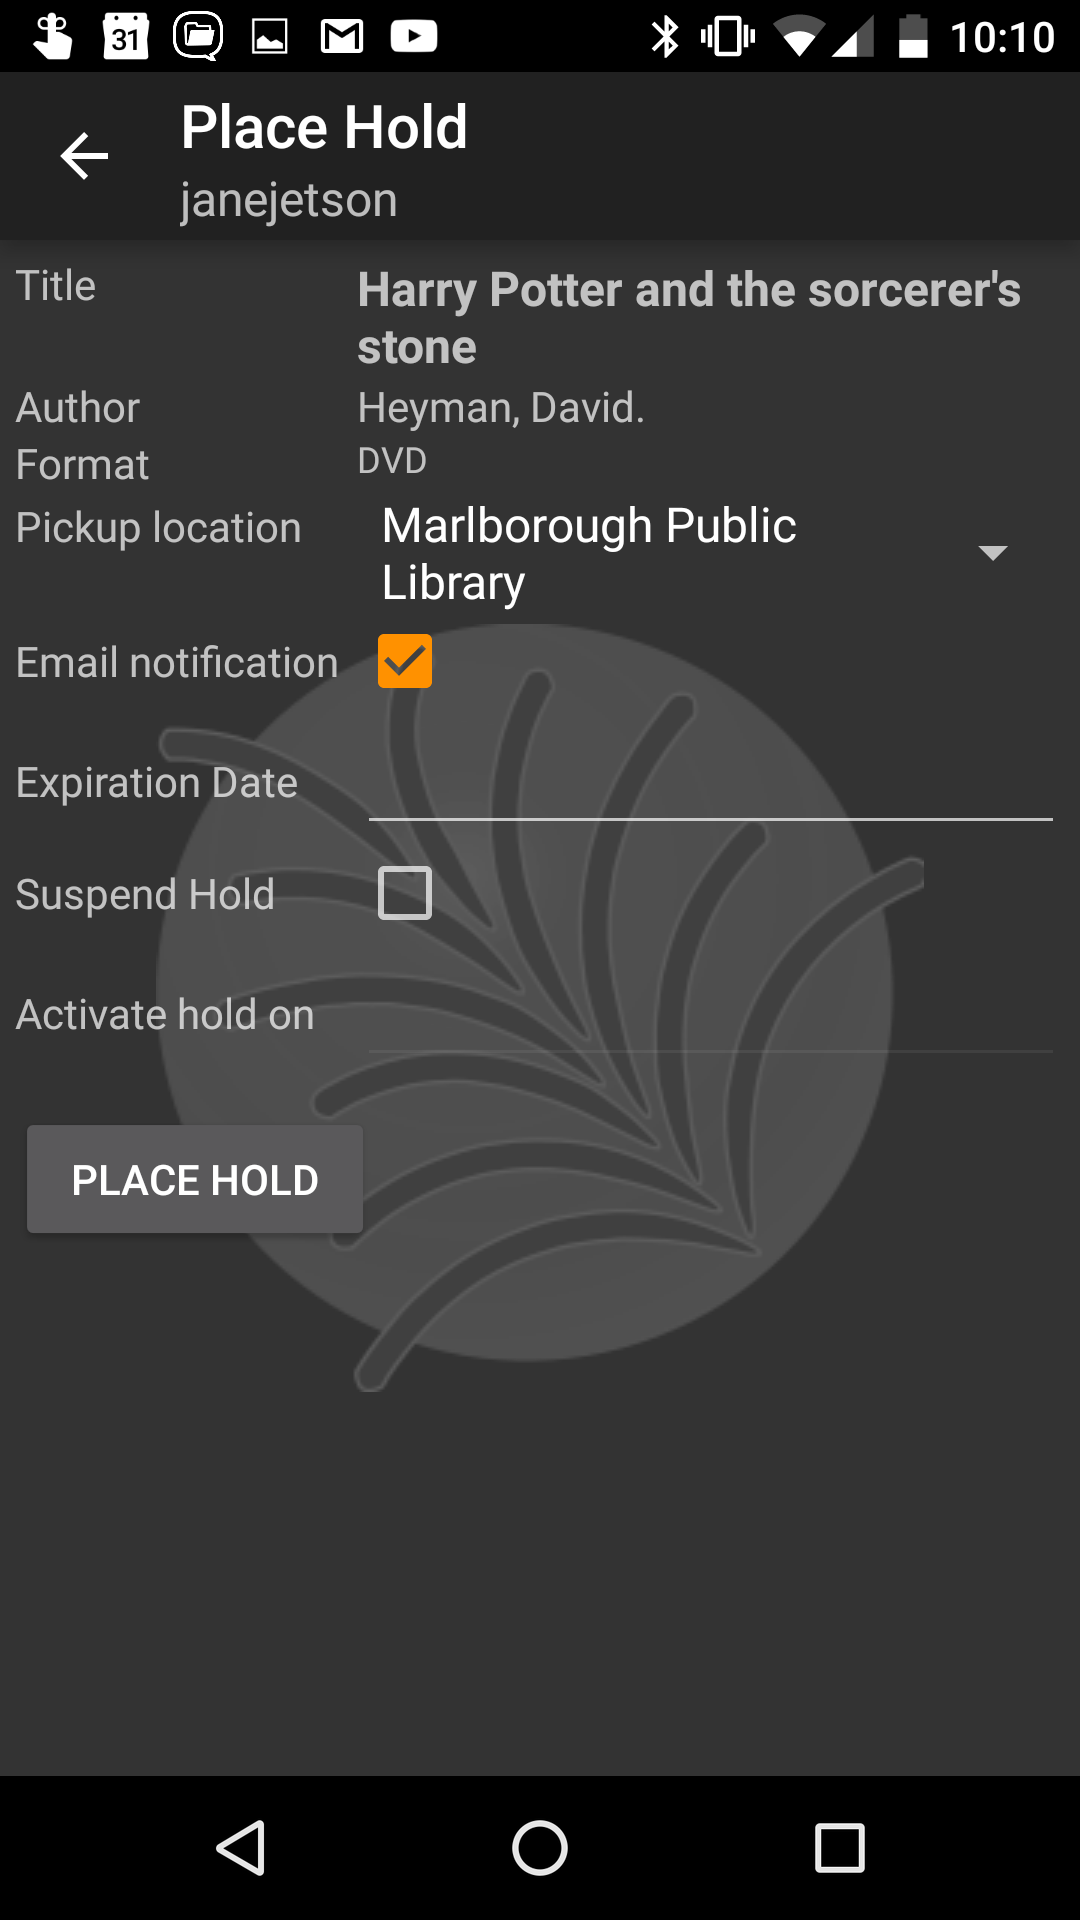 31 10:10
Place Hold
janejetson
Title Harry Potter and the sorcerer's
stone
Author Heyman, David.
Format DVD
Pickup location Marlborough Public
Library
Email notification
Expiration Date
Suspend Hold
Activate hold on
PLACE HOLD